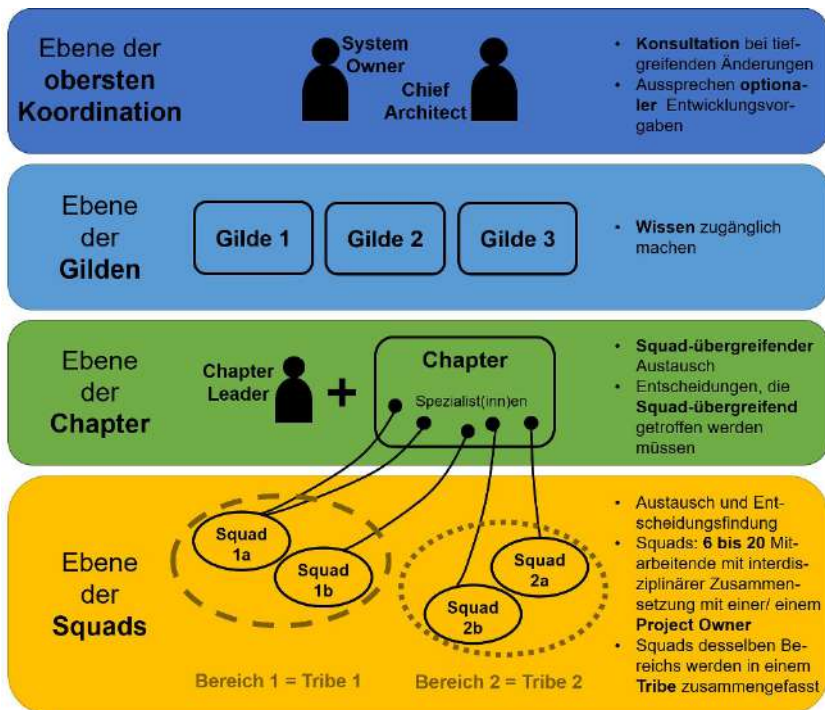 Ebene der
obersten
Koordination
System
Owner
Chief
Architect
• Konsultation bei tief-
greifenden Änderungen
• Aussprechen optiona-
ler Entwicklungsvor-
gaben
Ebene
der
Gilden
Gilde 1
Gilde 2
Gilde 3
• Wissen zugänglich
machen
Ebene
der
Chapter
Chapter
Leader
+
Chapter
Spezialist(inn)en
• Squad-übergreifender
Austausch
• Entscheidungen, die
Squad-übergreifend
getroffen werden
müssen
Ebene
der
Squads
Squad
1a
Squad
1b
Squad
2a
Squad
2b
Bereich 1 = Tribe 1
Bereich 2 = Tribe 2
• Austausch und Ent-
scheidungsfindung
• Squads: 6 bis 20 Mit-
arbeitende mit interdis-
ziplinärer Zusammen-
setzung mit einer/ einem
Project Owner
• Squads desselben Be-
reichs werden in einem
Tribe zusammengefasst